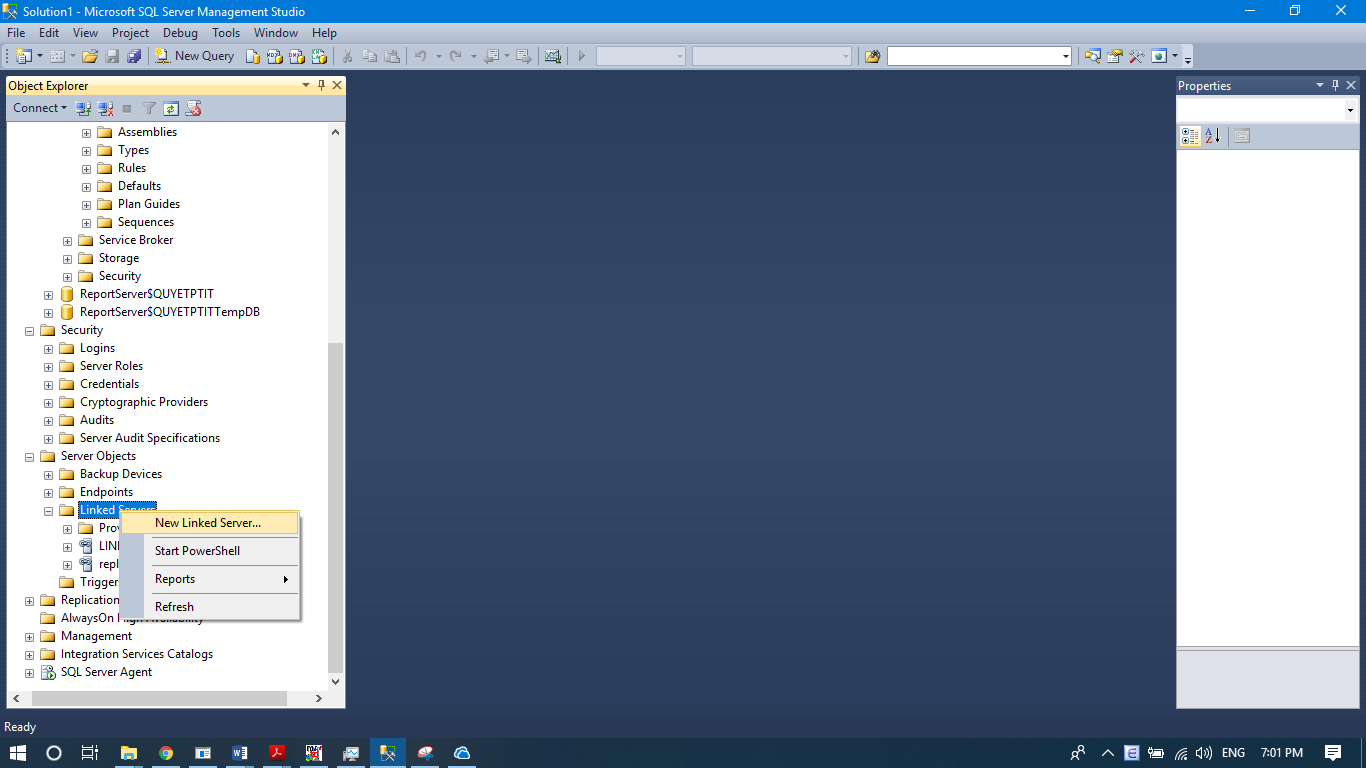 Solution1 - Microsoft SQL Server Management Studio
File Edit View Project Debug Tools Window Help
New Query
Object Explorer
Connect
Assemblies
Types
Rules
Defaults
Plan Guides
Sequences
Service Broker
Storage
Security
ReportServer$QUYETPTIT
ReportServer$QUYETPTITTempDB
Security
Logins
Server Roles
Credentials
Cryptographic Providers
Audits
Server Audit Specifications
Server Objects
Backup Devices
Endpoints
Linked Servers
New Linked Server...
Start PowerShell
Reports
Refresh
Triggers
Replication
Management
Integration Services Catalogs
SQL Server Agent
Properties
Ready
ENG 7:01 PM